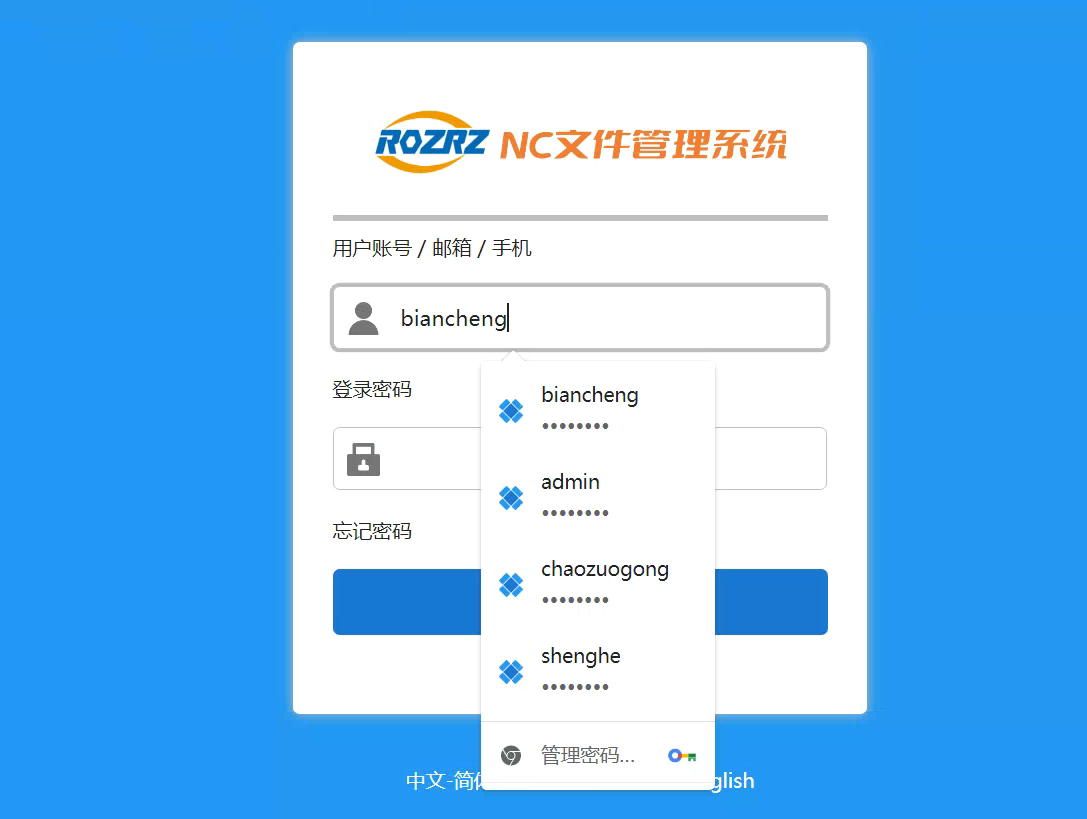 ROZRZ NC文件管理系统
用户账号 / 邮箱 / 手机
biancheng
登录密码
biancheng
••••••••
admin
••••••••
忘记密码
chaozuogong
••••••••
shenghe
••••••••
管理密码...
中文-简 glish